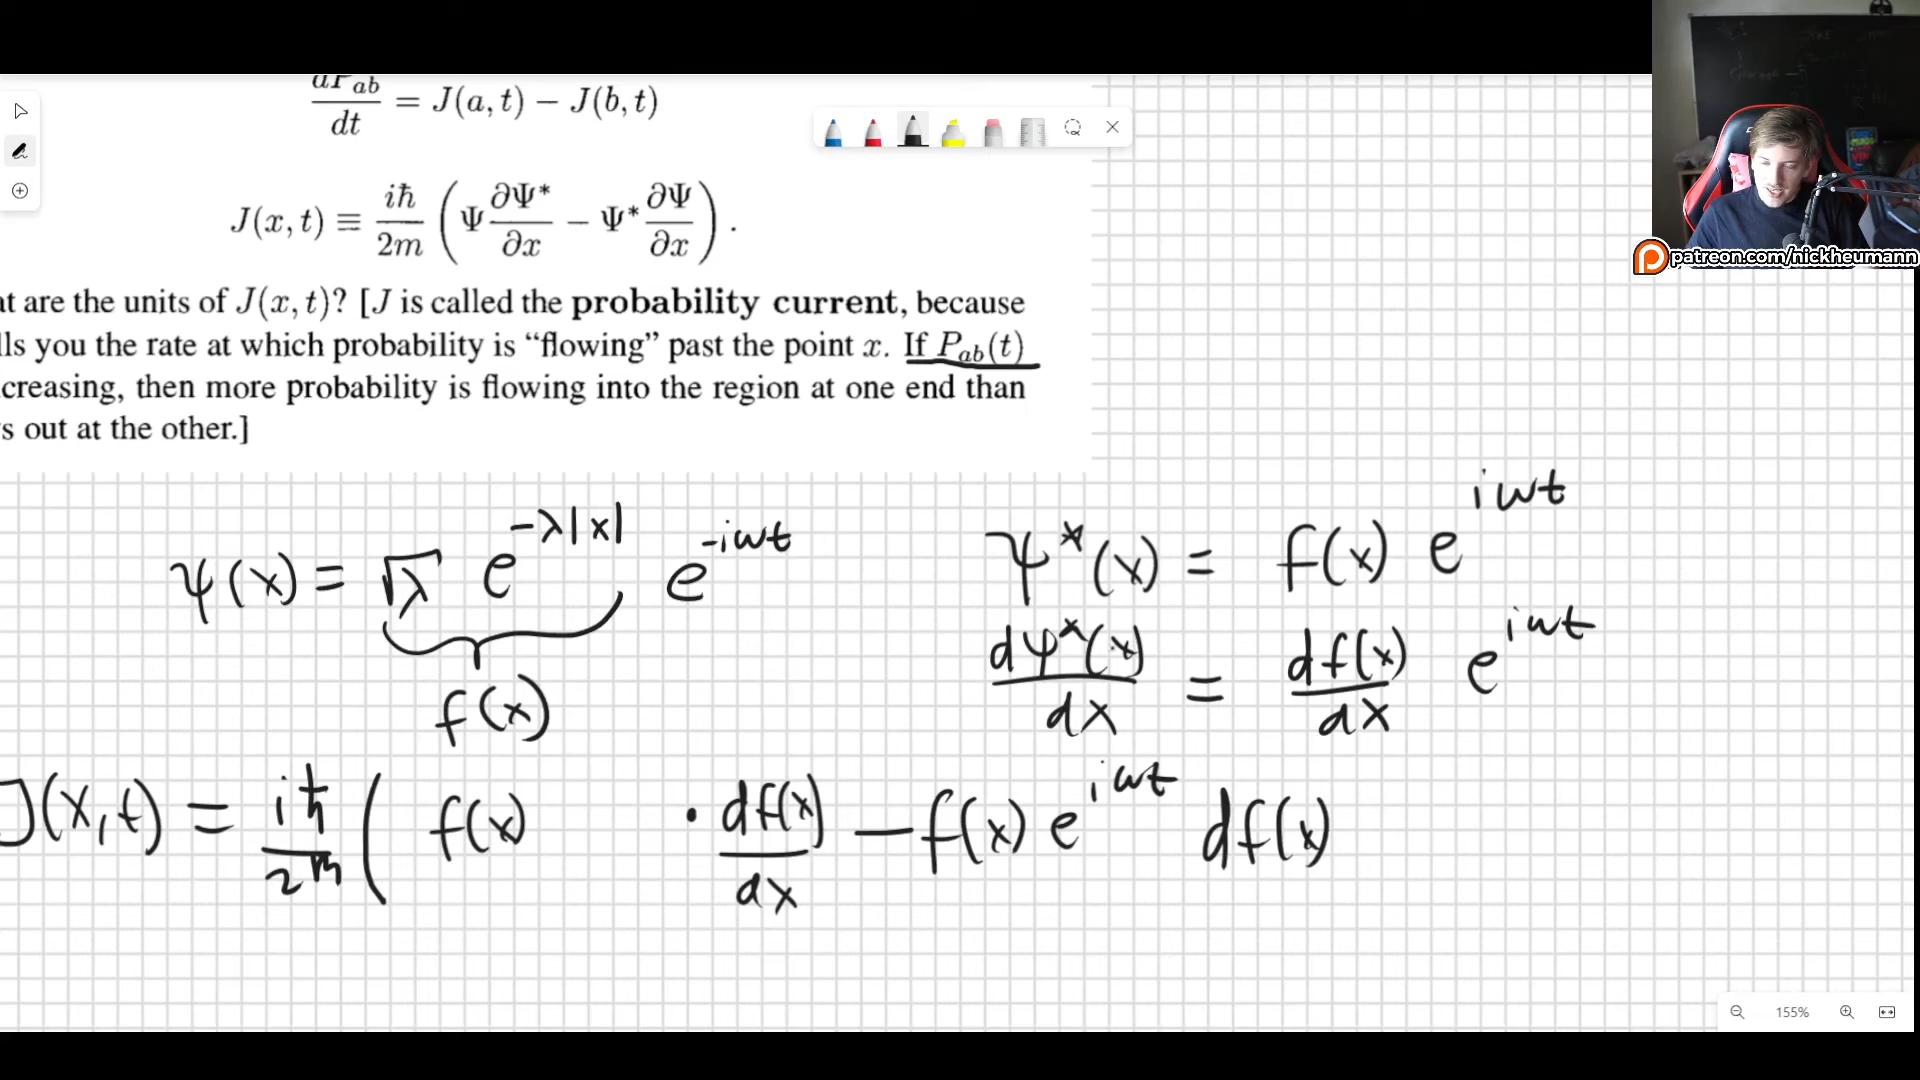 dP_ab/dt = J(a, t) − J(b, t)
J(x, t) ≡ iħ/2m (Ψ ∂Ψ*/∂x − Ψ* ∂Ψ/∂x).
at are the units of J(x, t)? [J is called the probability current, because
lls you the rate at which probability is “flowing” past the point x. If P_ab(t)
creasing, then more probability is flowing into the region at one end than
s out at the other.]
ψ(x) = √λ e^{-λ|x|} e^{-iωt}
f(x)
ψ*(x) = f(x) e^{iωt}
dψ*(x)/dx = df(x)/dx e^{iωt}
J(x,t) = iħ/2m ( f(x) · df(x)/dx − f(x) e^{iωt} df(x)
patreon.com/nickheumann
155%